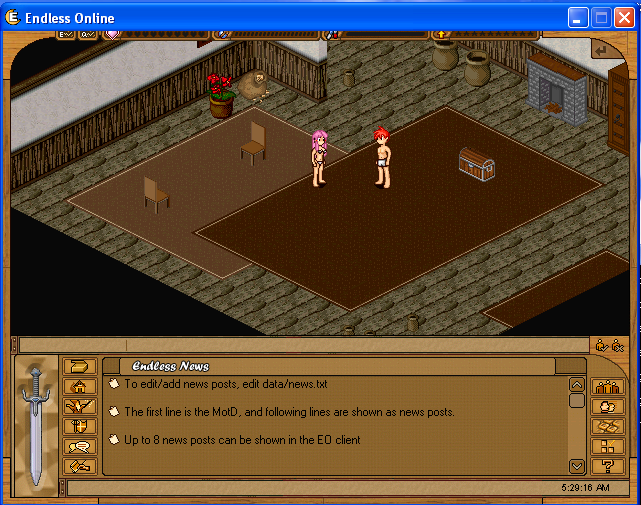 Endless Online
Endless News
To edit/add news posts, edit data/news.txt
The first line is the MotD, and following lines are shown as news posts.
Up to 8 news posts can be shown in the EO client
5:29:16 AM